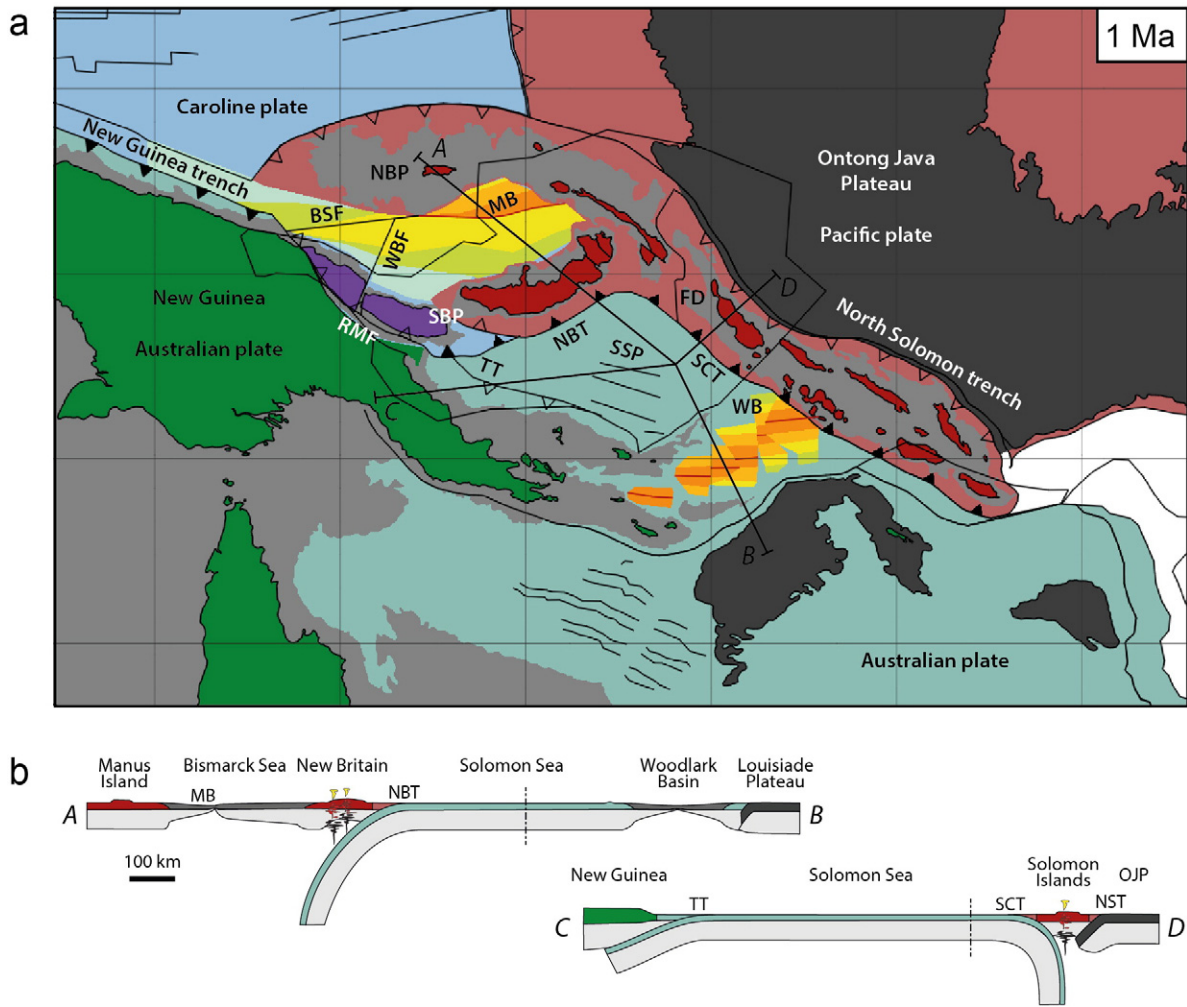 a
1 Ma
Caroline plate
New Guinea trench
NBP
A
MB
BSF
WBF
Ontong Java
Plateau
Pacific plate
New Guinea
Australian plate
RMF
SBP
FD
D
North Solomon trench
NBT
TT
SSP
SCT
C
WB
B
Australian plate
b
Manus
Island
Bismarck Sea
New Britain
Solomon Sea
Woodlark
Basin
Louisiade
Plateau
MB
NBT
A
B
100 km
New Guinea
Solomon Sea
Solomon
Islands
OJP
TT
SCT
NST
C
D